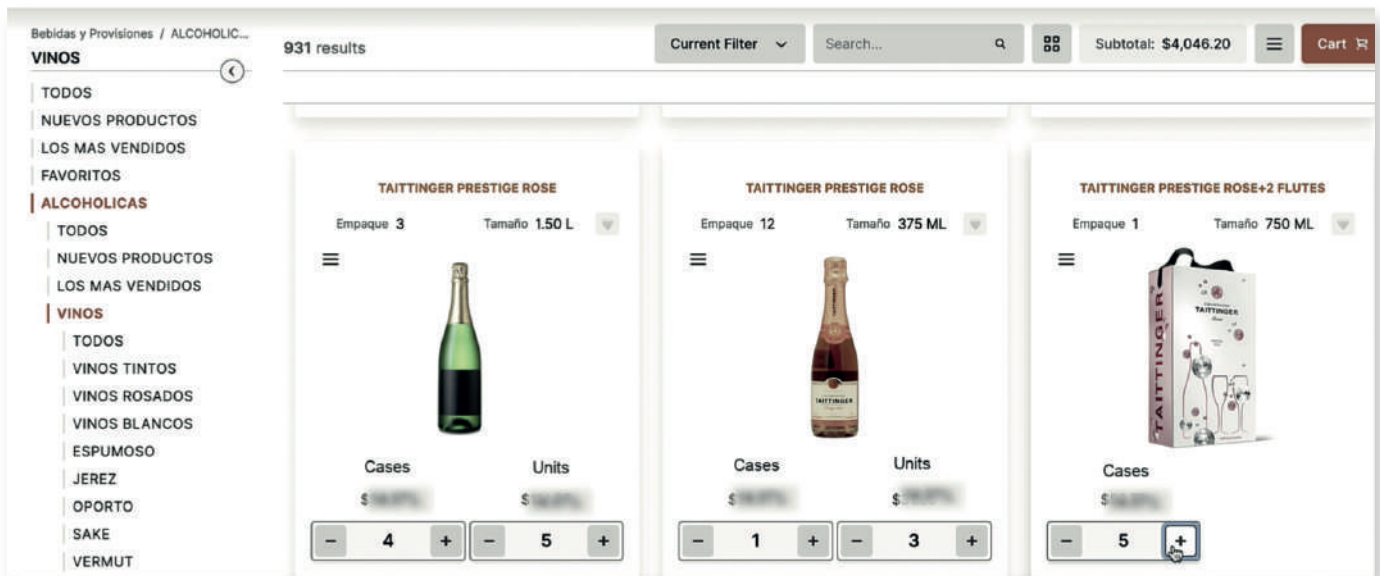 Bebidas y Provisiones / ALCOHOLIC...
VINOS
TODOS
NUEVOS PRODUCTOS
LOS MAS VENDIDOS
FAVORITOS
ALCOHOLICAS
TODOS
NUEVOS PRODUCTOS
LOS MAS VENDIDOS
VINOS
TODOS
VINOS TINTOS
VINOS ROSADOS
VINOS BLANCOS
ESPUMOSO
JEREZ
OPORTO
SAKE
VERMUT
931 results
Current Filter
Search...
Subtotal: $4,046.20
Cart
TAITTINGER PRESTIGE ROSE
Empaque 3 Tamaño 1.50 L
Cases Units
$ $
- 4 + - 5 +
TAITTINGER PRESTIGE ROSE
Empaque 12 Tamaño 375 ML
TAITTINGER
Cases Units
$ $
- 1 + - 3 +
TAITTINGER PRESTIGE ROSE+2 FLUTES
Empaque 1 Tamaño 750 ML
TAITTINGER
TAITTINGER
Cases
$
- 5 +